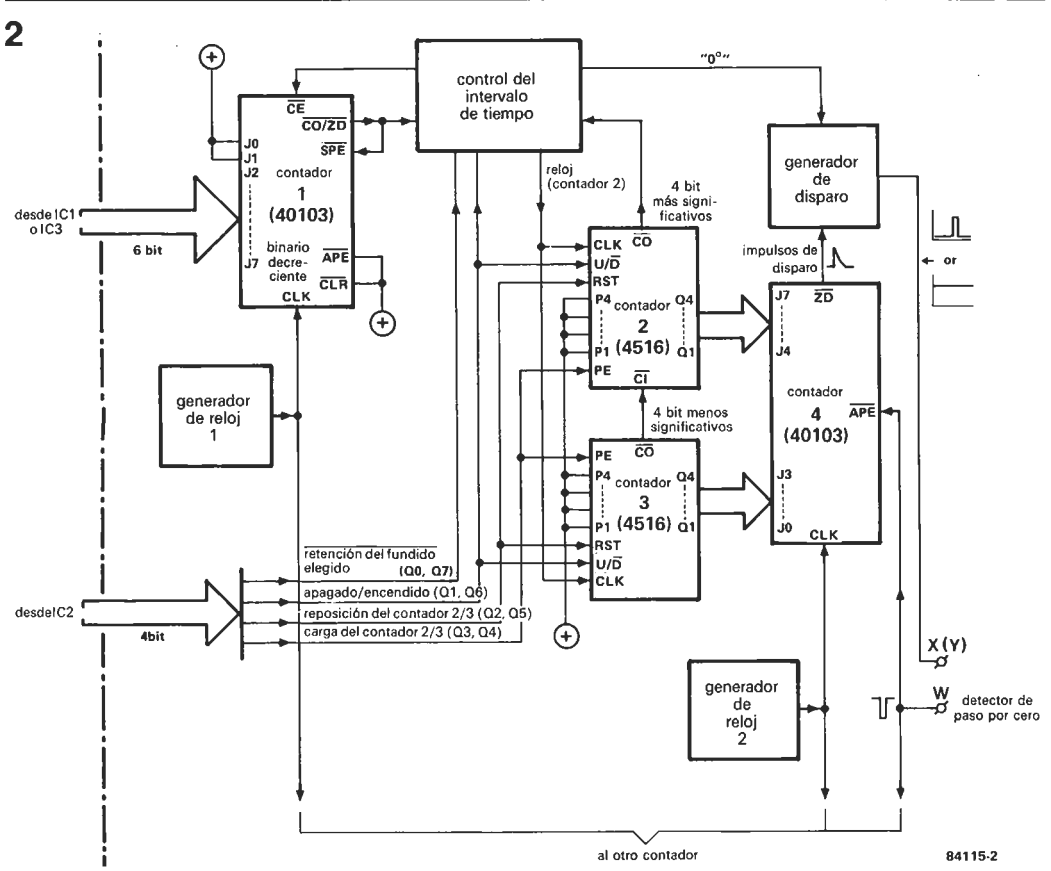 2
control del
intervalo
de tiempo
"0°"
CE
CO/ZD
SPE
J0
J1
J2
J7
contador
1
(40103)
binario
decre-
ciente
APE
CLR
CLK
desde IC1
o IC3
6 bit
reloj
(contador 2)
4 bit
más signi-
ficativos
generador
de
disparo
impulsos de
disparo
or
CO
CLK
U/D
RST
P4
P1
PE
contador
2
(4516)
Q4
Q1
CI
J7
J4
ZD
contador
4
(40103)
APE
J3
J0
CLK
generador
de reloj
1
4 bit menos
significativos
CO
PE
P4
P1
RST
U/D
CLK
contador
3
(4516)
Q4
Q1
retención del fundido
elegido
(Q0, Q7)
apagado/encendido (Q1, Q6)
reposición del contador 2/3 (Q2, Q5)
carga del contador 2/3 (Q3, Q4)
desde IC2
4bit
generador
de
reloj
2
X (Y)
W
detector de
paso por cero
al otro contador
84115-2